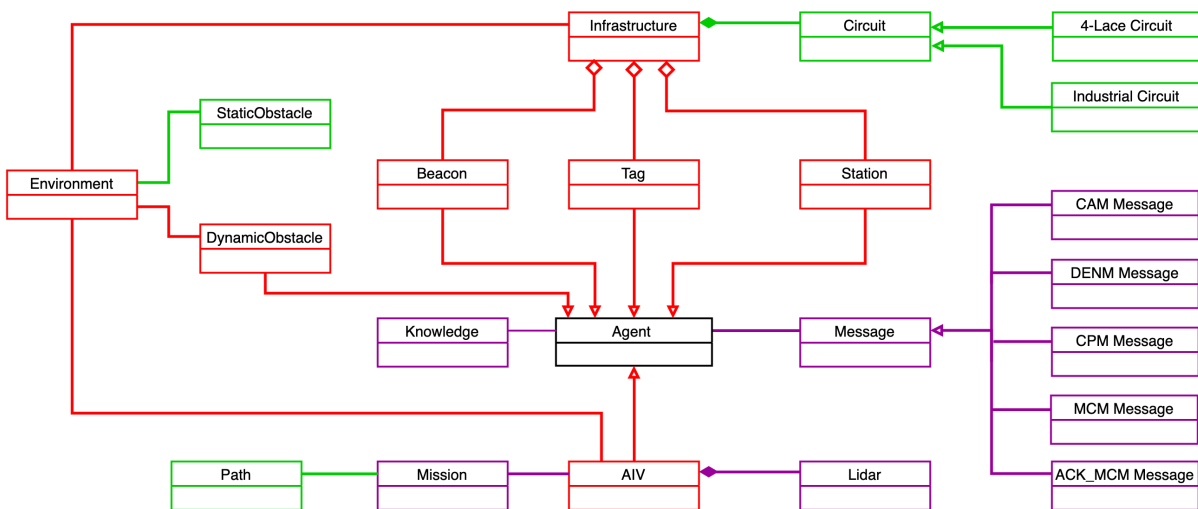 Infrastructure
Circuit
4-Lace Circuit
Industrial Circuit
StaticObstacle
Environment
Beacon
Tag
Station
DynamicObstacle
CAM Message
DENM Message
Knowledge
Agent
Message
CPM Message
MCM Message
Path
Mission
AIV
Lidar
ACK_MCM Message